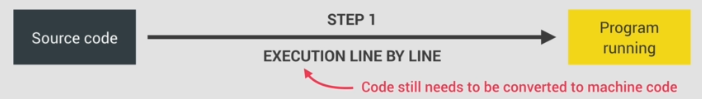 Source code
STEP 1
EXECUTION LINE BY LINE
Program
running
Code still needs to be converted to machine code